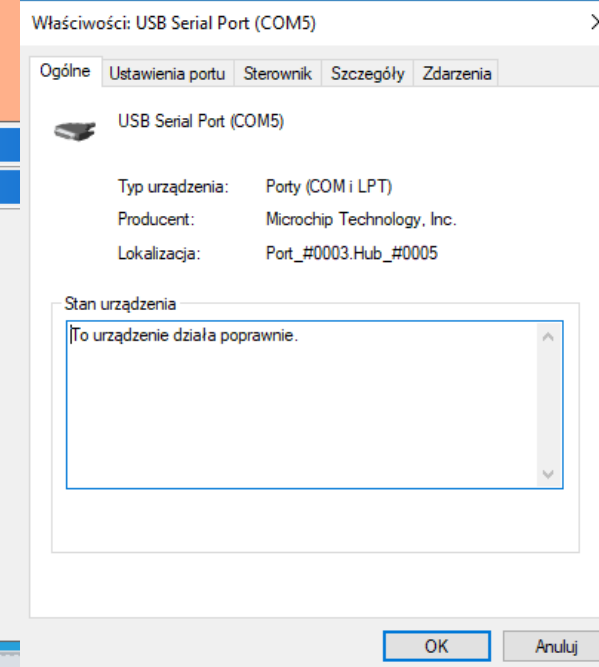 Właściwości: USB Serial Port (COM5)
Ogólne Ustawienia portu Sterownik Szczegóły Zdarzenia
USB Serial Port (COM5)
Typ urządzenia: Porty (COM i LPT)
Producent: Microchip Technology, Inc.
Lokalizacja: Port_#0003.Hub_#0005
Stan urządzenia
To urządzenie działa poprawnie.
OK Anuluj